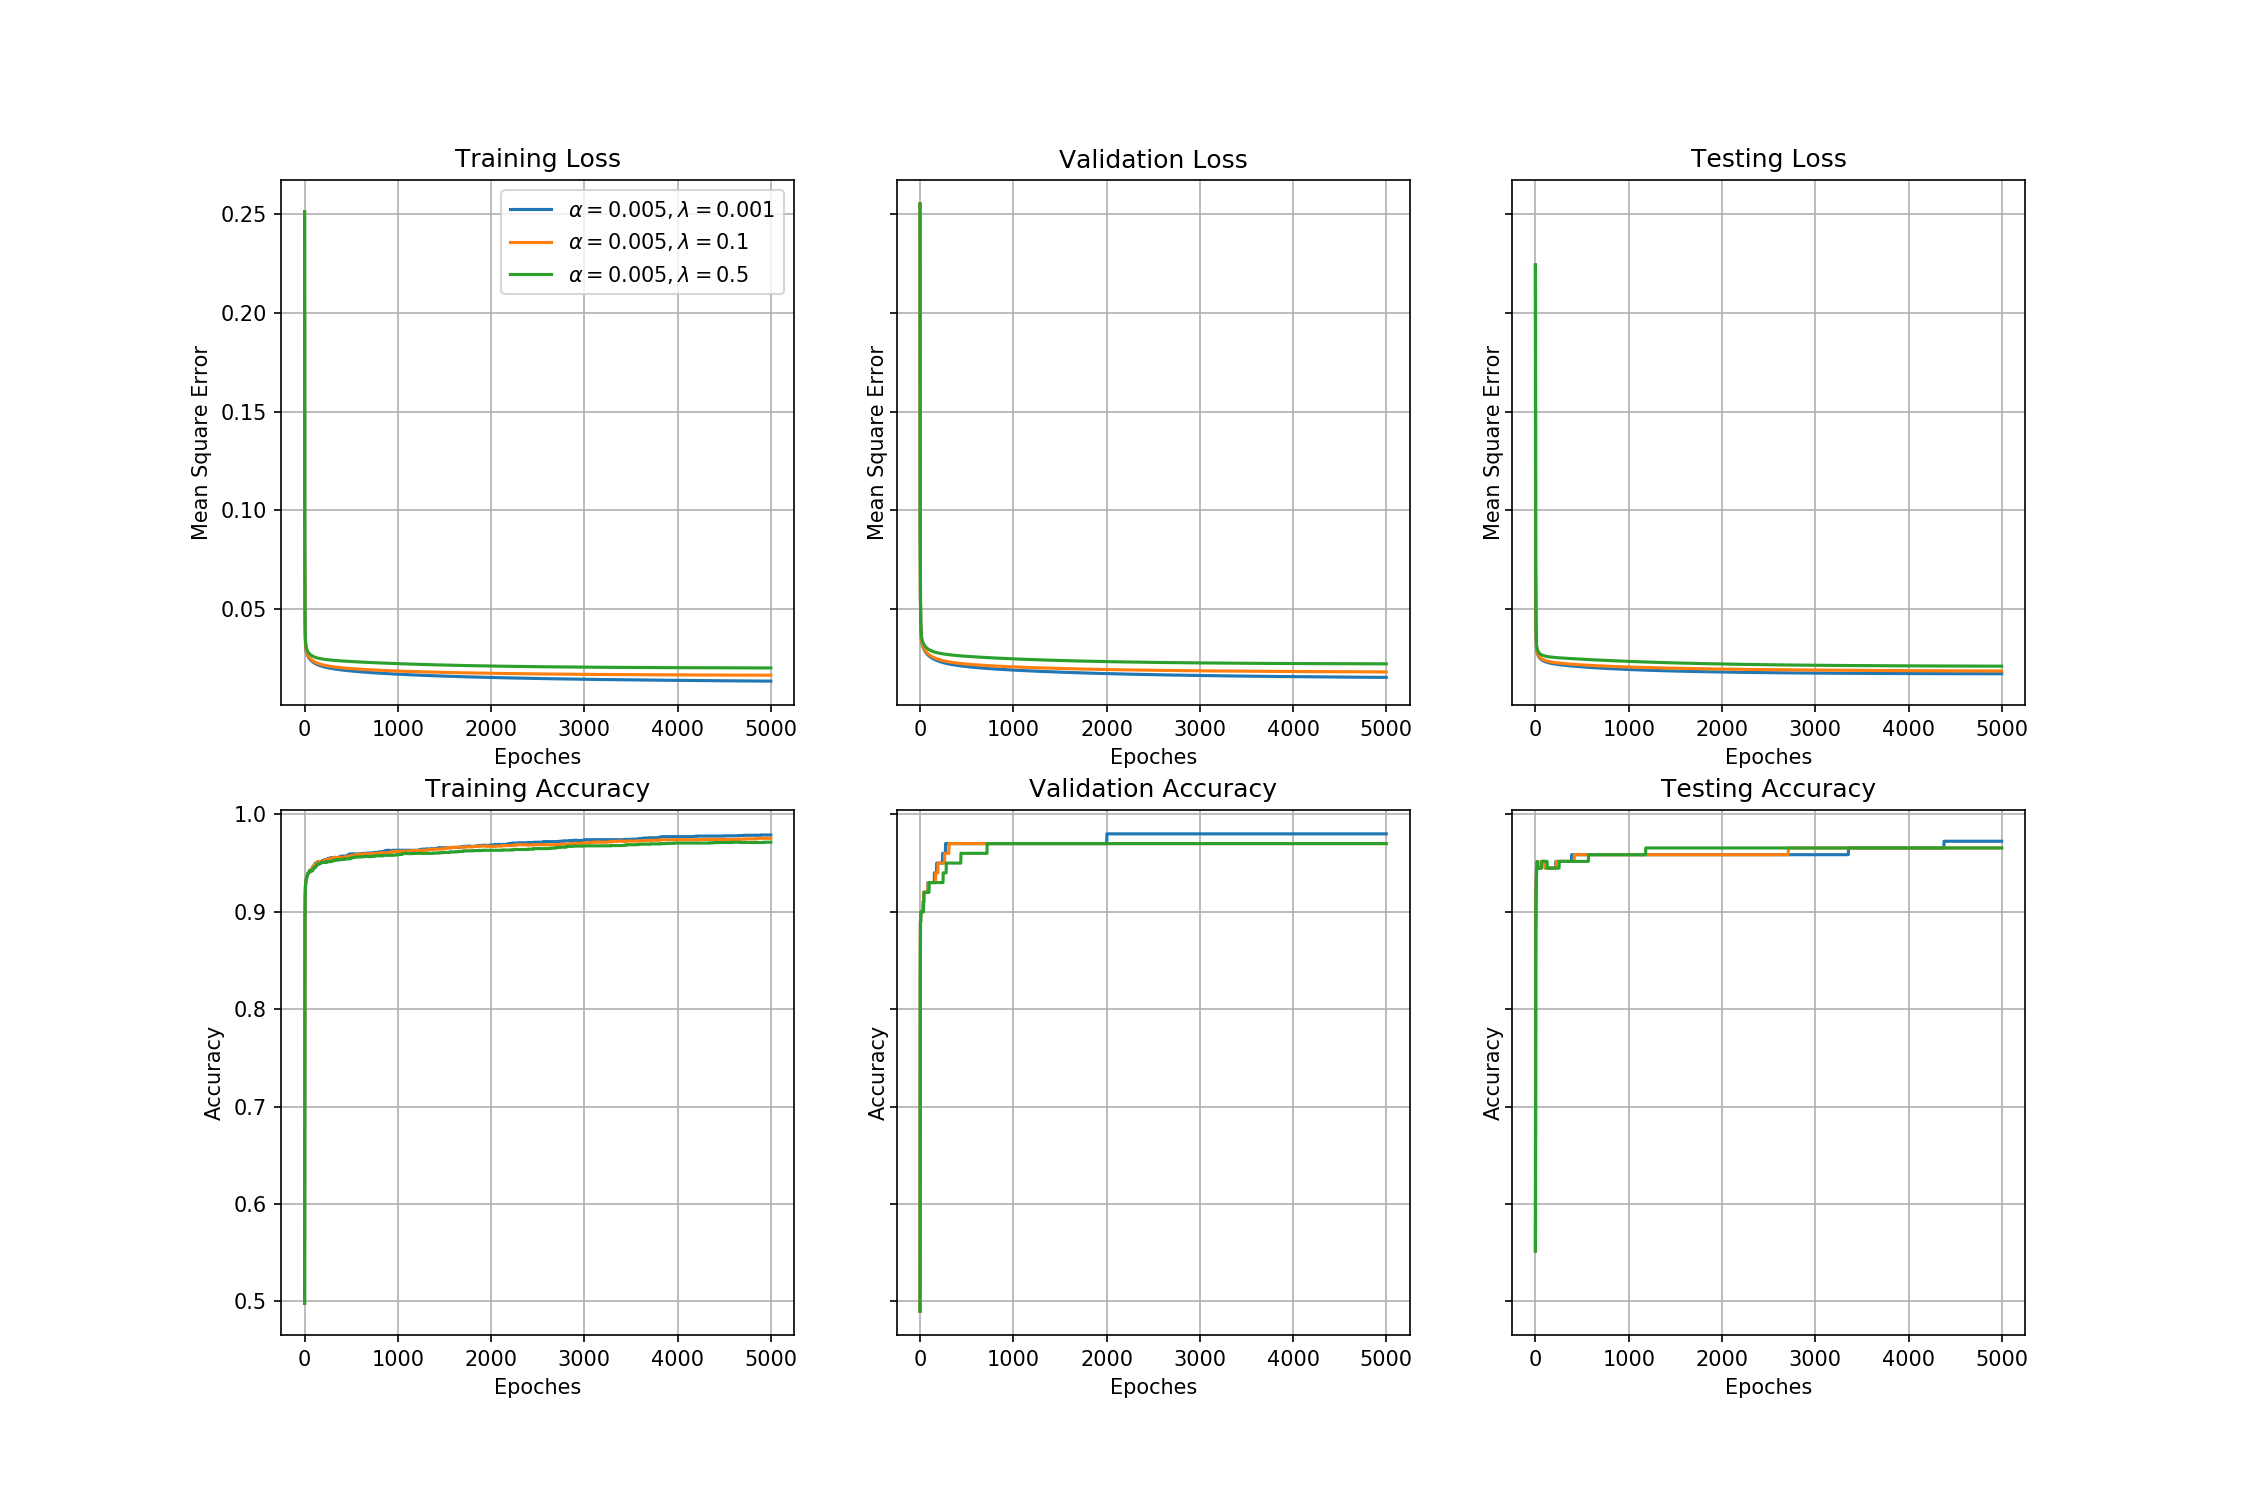 Training Loss
Validation Loss
Testing Loss
α = 0.005, λ = 0.001
α = 0.005, λ = 0.1
α = 0.005, λ = 0.5
0.25
0.20
0.15
0.10
0.05
Mean Square Error
Mean Square Error
Mean Square Error
0 1000 2000 3000 4000 5000
0 1000 2000 3000 4000 5000
0 1000 2000 3000 4000 5000
Epoches
Epoches
Epoches
Training Accuracy
Validation Accuracy
Testing Accuracy
1.0
0.9
0.8
0.7
0.6
0.5
Accuracy
Accuracy
Accuracy
0 1000 2000 3000 4000 5000
0 1000 2000 3000 4000 5000
0 1000 2000 3000 4000 5000
Epoches
Epoches
Epoches